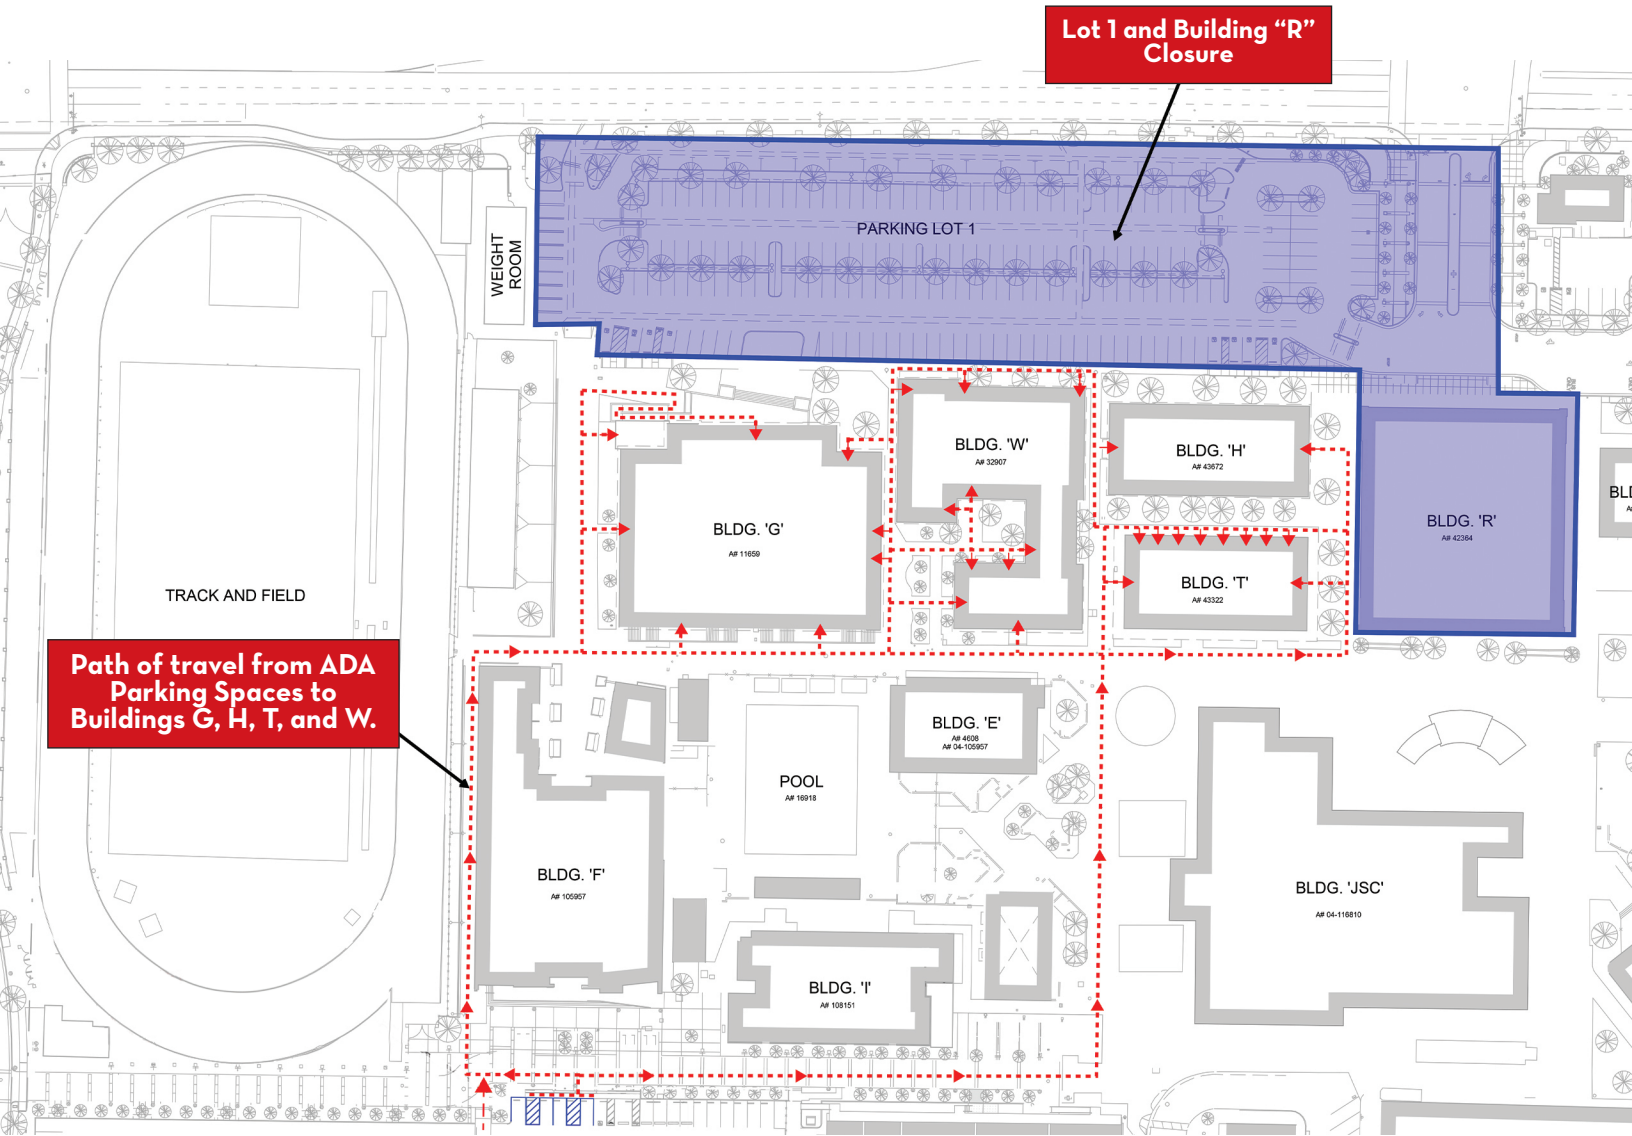 Lot 1 and Building “R”
Closure
PARKING LOT 1
WEIGHT
ROOM
BLDG. 'W'
A# 32907
BLDG. 'H'
A# 43672
BLDG. 'G'
A# 11659
BLDG. 'R'
A# 42364
BLDG. 'T'
A# 43322
TRACK AND FIELD
Path of travel from ADA
Parking Spaces to
Buildings G, H, T, and W.
BLDG. 'E'
A# 4608
A# 04-105957
POOL
A# 16918
BLDG. 'F'
A# 105957
BLDG. 'JSC'
A# 04-116810
BLDG. 'I'
A# 108151